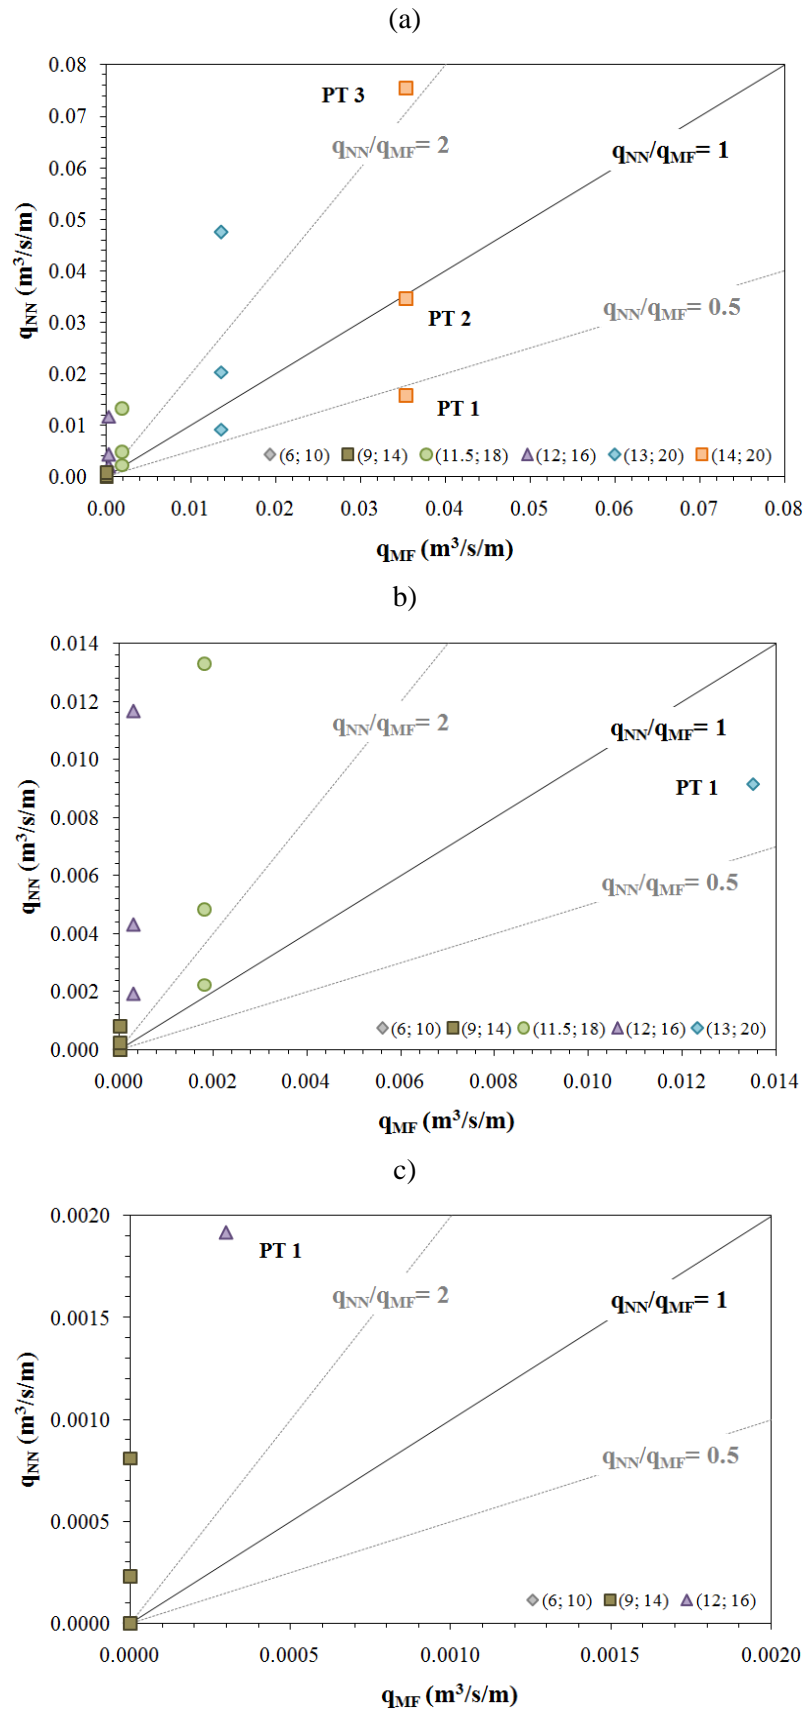 (a)
0.08
0.07
0.06
0.05
0.04
0.03
0.02
0.01
0.00
qNN (m³/s/m)
PT 3
qNN/qMF= 2
qNN/qMF= 1
PT 2
qNN/qMF= 0.5
PT 1
(6; 10) (9; 14) (11.5; 18) (12; 16) (13; 20) (14; 20)
0.00 0.01 0.02 0.03 0.04 0.05 0.06 0.07 0.08
qMF (m³/s/m)
b)
0.014
0.012
0.010
0.008
0.006
0.004
0.002
0.000
qNN (m³/s/m)
qNN/qMF= 2
qNN/qMF= 1
PT 1
qNN/qMF= 0.5
(6; 10) (9; 14) (11.5; 18) (12; 16) (13; 20)
0.000 0.002 0.004 0.006 0.008 0.010 0.012 0.014
qMF (m³/s/m)
c)
0.0020
0.0015
0.0010
0.0005
0.0000
qNN (m³/s/m)
PT 1
qNN/qMF= 2
qNN/qMF= 1
qNN/qMF= 0.5
(6; 10) (9; 14) (12; 16)
0.0000 0.0005 0.0010 0.0015 0.0020
qMF (m³/s/m)